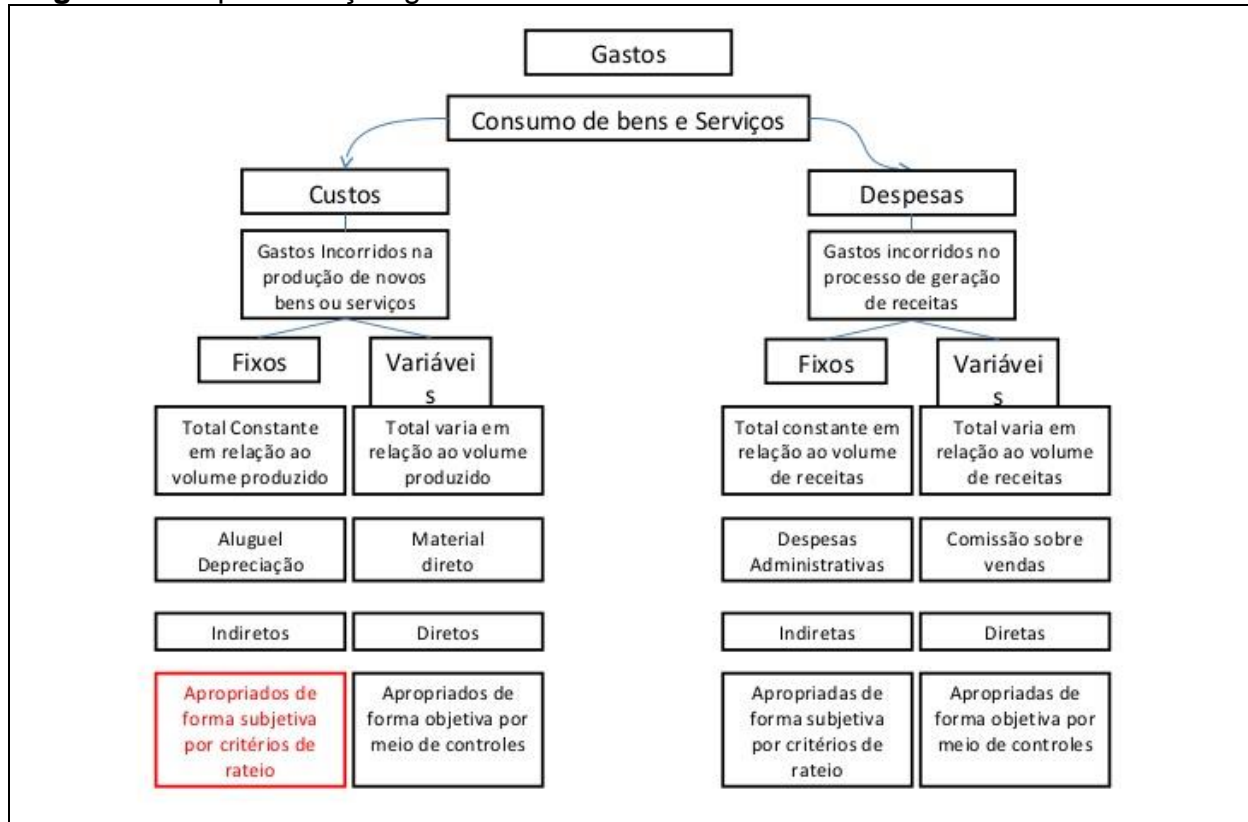 Gastos
Consumo de bens e Serviços
Custos
Gastos Incorridos na
produção de novos
bens ou serviços
Fixos
Variávei
s
Total Constante
em relação ao
volume produzido
Total varia em
relação ao volume
produzido
Aluguel
Depreciação
Material
direto
Indiretos
Diretos
Apropriados de
forma subjetiva
por critérios de
rateio
Apropriados de
forma objetiva por
meio de controles
Despesas
Gastos incorridos no
processo de geração
de receitas
Fixos
Variávei
s
Total constante em
relação ao volume
de receitas
Total varia em
relação ao volume
de receitas
Despesas
Administrativas
Comissão sobre
vendas
Indiretas
Diretas
Apropriadas de
forma subjetiva
por critérios de
rateio
Apropriadas de
forma objetiva por
meio de controles